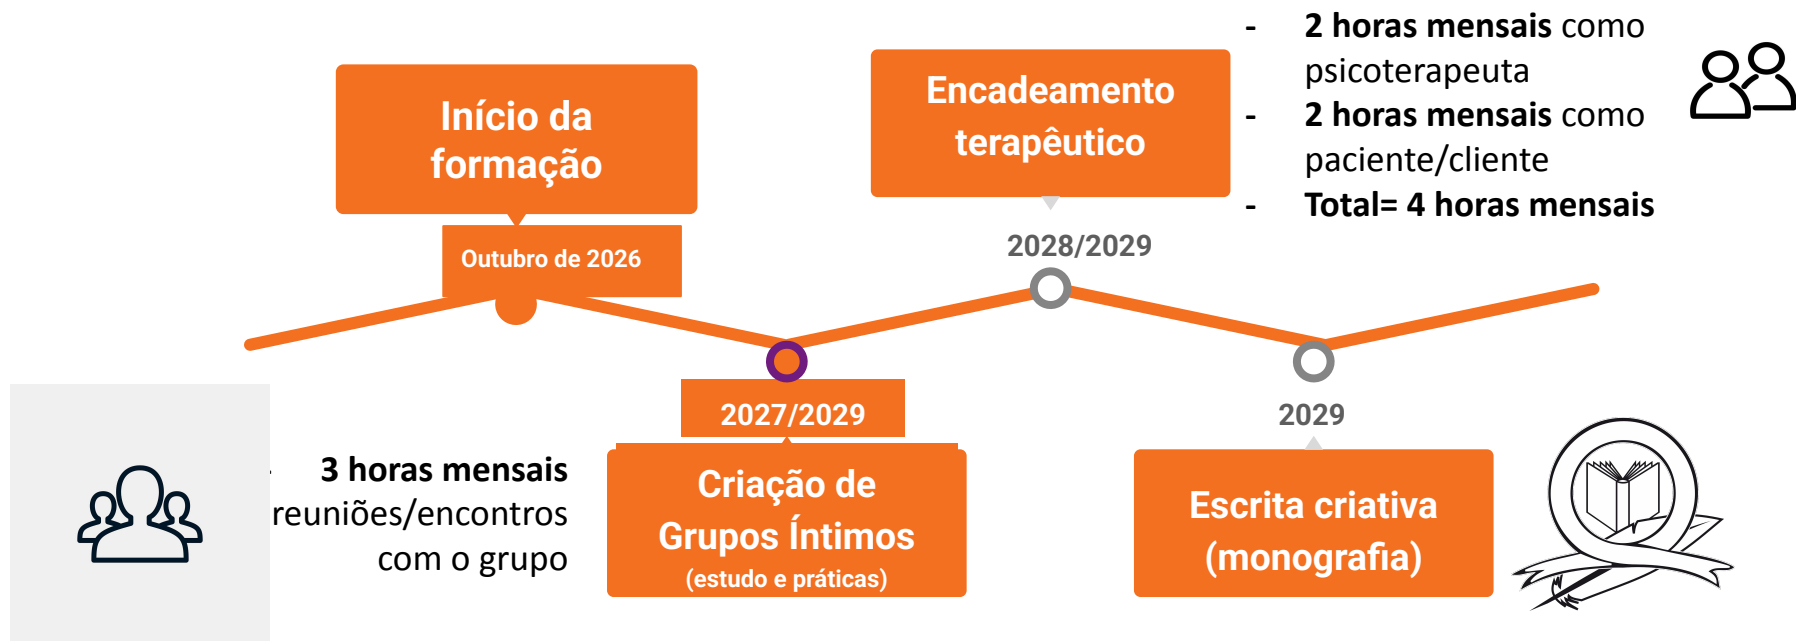 Início da
formação
Outubro de 2026
Encadeamento
terapêutico
2028/2029
- 2 horas mensais como
psicoterapeuta
- 2 horas mensais como
paciente/cliente
- Total= 4 horas mensais
- 3 horas mensais
reuniões/encontros
com o grupo
2027/2029
Criação de
Grupos Íntimos
(estudo e práticas)
2029
Escrita criativa
(monografia)